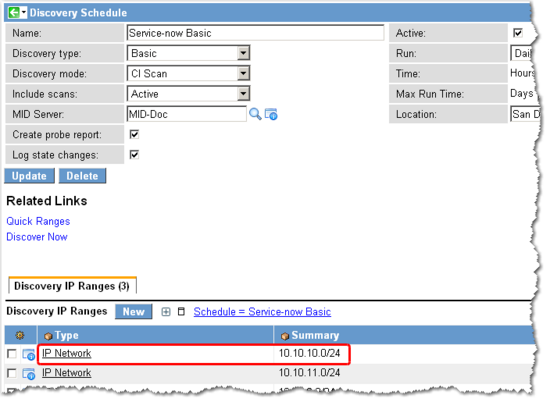 Discovery Schedule
Name: Service-now Basic Active:
Discovery type: Basic Run: Dail
Discovery mode: CI Scan Time: Hours
Include scans: Active Max Run Time: Days
MID Server: MID-Doc Location: San D
Create probe report:
Log state changes:
Update Delete
Related Links
Quick Ranges
Discover Now
Discovery IP Ranges (3)
Discovery IP Ranges New Schedule = Service-now Basic
Type Summary
IP Network 10.10.10.0/24
IP Network 10.10.11.0/24